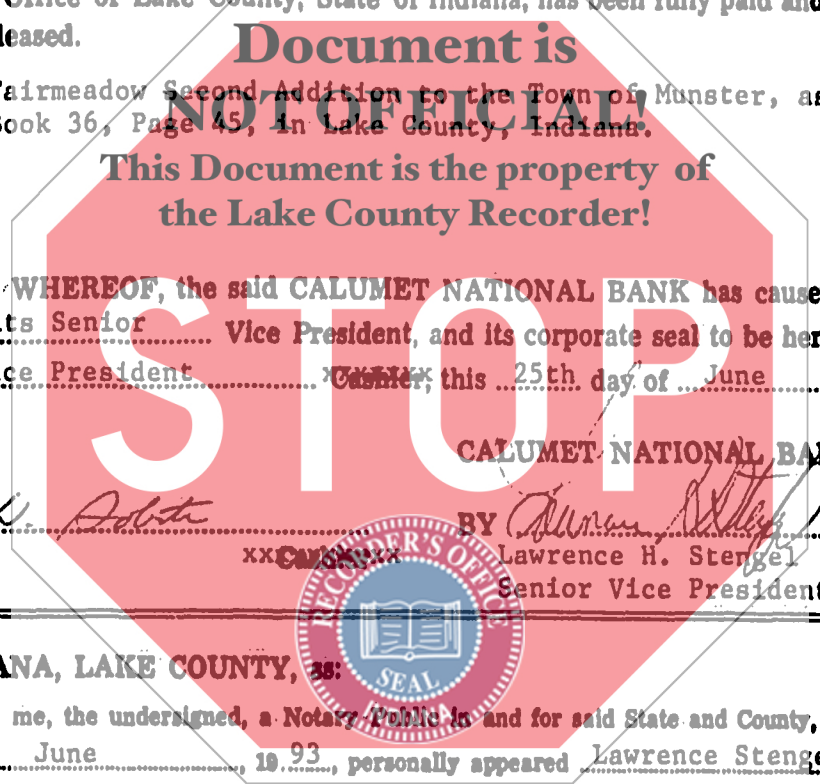 Office of Lake County, State of Indiana, has been fully paid and
leased.
Document is
airmeadow Second Addition to the Town of Munster, as
NOT OFFICIAL!
ook 36, Page 45, in Lake County, Indiana.
This Document is the property of
the Lake County Recorder!
WHEREOF, the said CALUMET NATIONAL BANK has cause
ts Senior Vice President, and its corporate seal to be her
ce President xxxxxxx Cashier, this 25th day of June
STOP
CALUMET NATIONAL BA
BY
Lawrence H. Stengel
Senior Vice President
RECORDER'S OFFICE
SEAL
INDIANA
ANA, LAKE COUNTY, ss:
me, the undersigned, a Notary Public in and for said State and County,
June, 19 93, personally appeared Lawrence Stenge